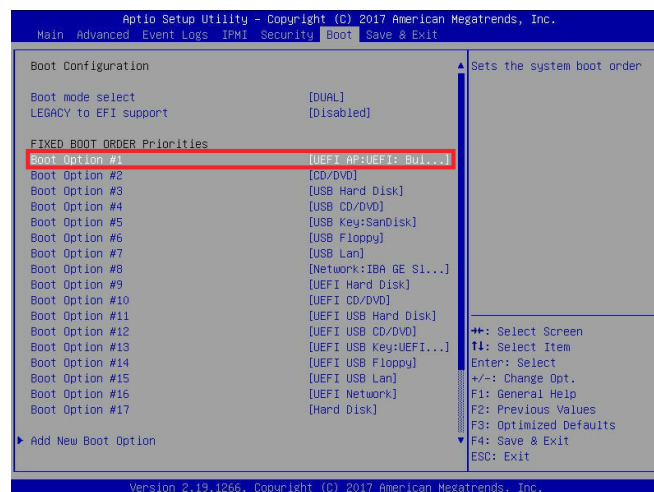 Aptio Setup Utility – Copyright (C) 2017 American Megatrends, Inc.
Main Advanced Event Logs IPMI Security Boot Save & Exit
Boot Configuration
Boot mode select [DUAL]
LEGACY to EFI support [Disabled]
FIXED BOOT ORDER Priorities
Boot Option #1 [UEFI AP:UEFI: Bui...]
Boot Option #2 [CD/DVD]
Boot Option #3 [USB Hard Disk]
Boot Option #4 [USB CD/DVD]
Boot Option #5 [USB Key:SanDisk]
Boot Option #6 [USB Floppy]
Boot Option #7 [USB Lan]
Boot Option #8 [Network:IBA GE Sl...]
Boot Option #9 [UEFI Hard Disk]
Boot Option #10 [UEFI CD/DVD]
Boot Option #11 [UEFI USB Hard Disk]
Boot Option #12 [UEFI USB CD/DVD]
Boot Option #13 [UEFI USB Key:UEFI...]
Boot Option #14 [UEFI USB Floppy]
Boot Option #15 [UEFI USB Lan]
Boot Option #16 [UEFI Network]
Boot Option #17 [Hard Disk]
Add New Boot Option
Sets the system boot order
→←: Select Screen
↑↓: Select Item
Enter: Select
+/-: Change Opt.
F1: General Help
F2: Previous Values
F3: Optimized Defaults
F4: Save & Exit
ESC: Exit
Version 2.19.1266. Copyright (C) 2017 American Megatrends, Inc.